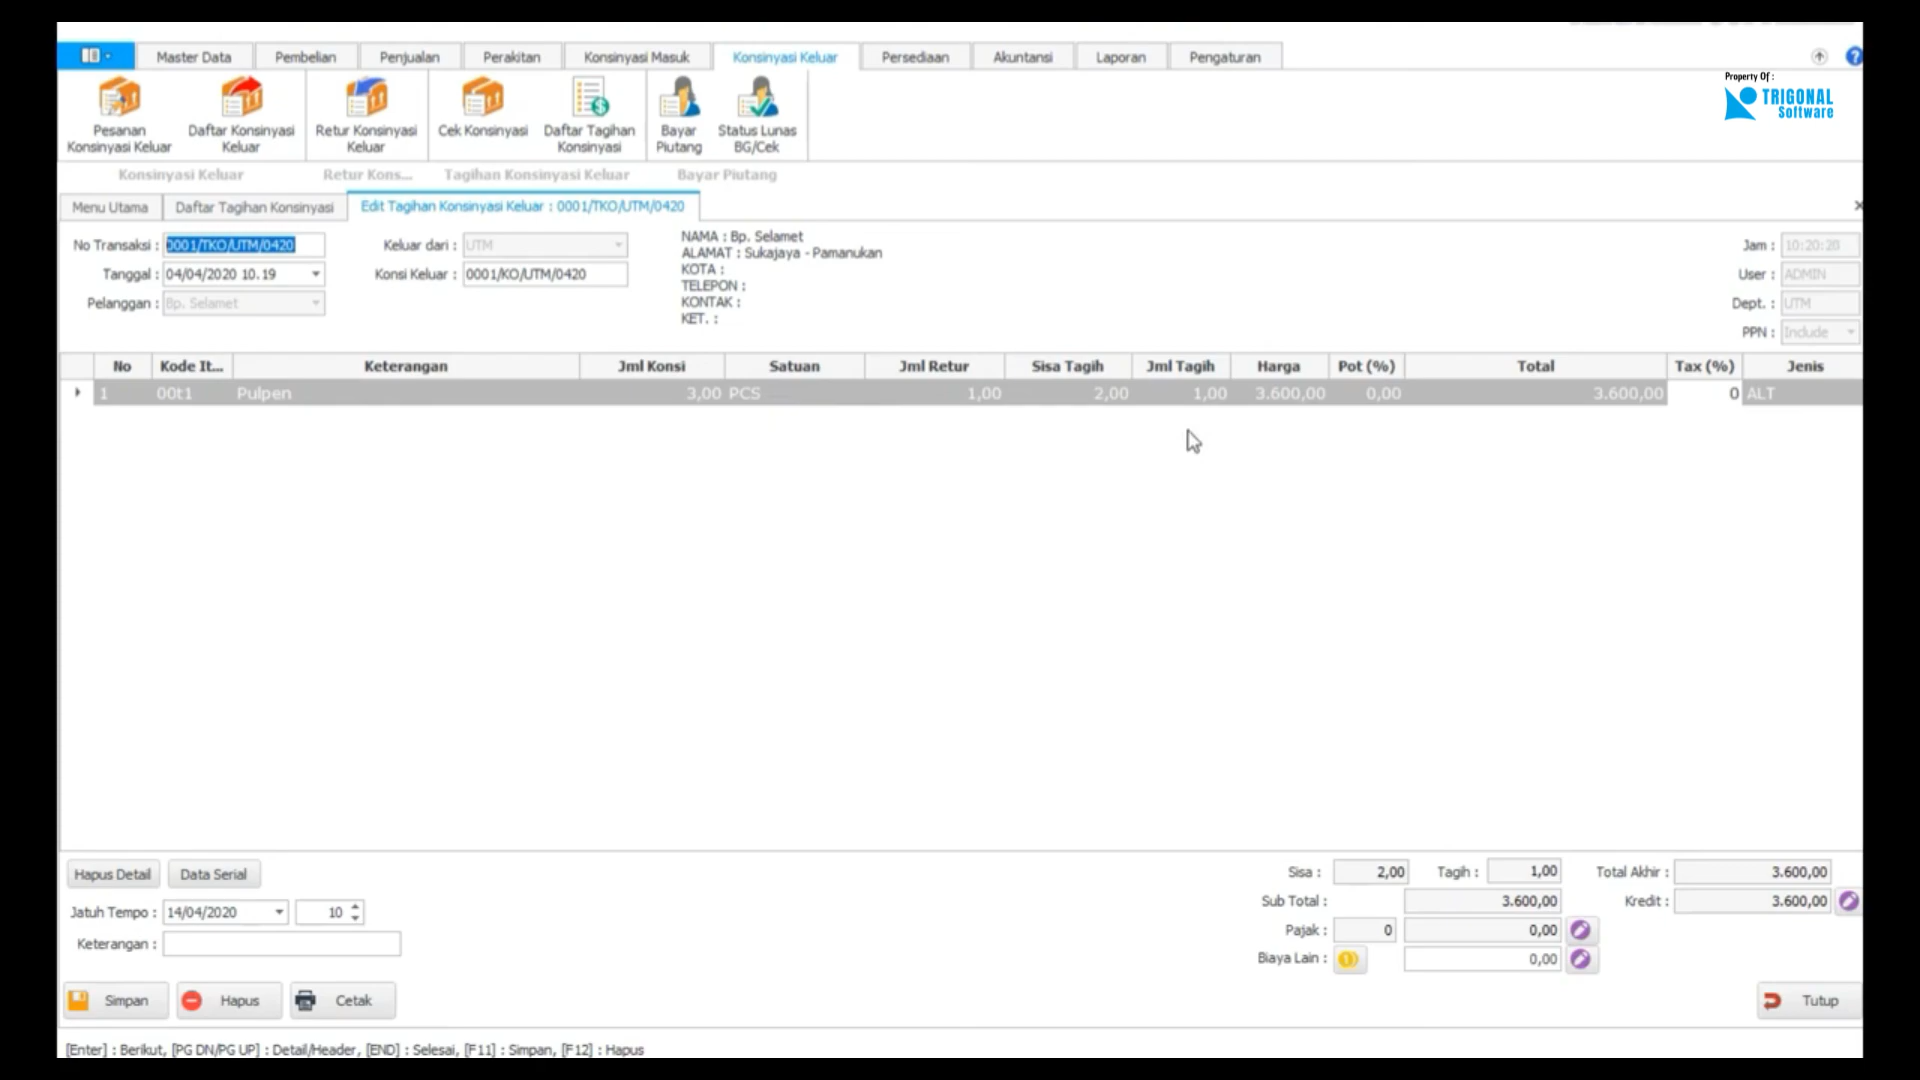 Master Data Pembelian Penjualan Perakitan Konsinyasi Masuk Konsinyasi Keluar Persediaan Akuntansi Laporan Pengaturan
Property Of :
TRIGONAL
Software
Pesanan Konsinyasi Keluar
Daftar Konsinyasi Keluar
Retur Konsinyasi Keluar
Cek Konsinyasi
Daftar Tagihan Konsinyasi
Bayar Piutang
Status Lunas BG/Cek
Konsinyasi Keluar Retur Kons... Tagihan Konsinyasi Keluar Bayar Piutang
Menu Utama Daftar Tagihan Konsinyasi Edit Tagihan Konsinyasi Keluar : 0001/TKO/UTM/0420
No Transaksi : 0001/TKO/UTM/0420
Tanggal : 04/04/2020 10.19
Pelanggan : Bp. Selamet
Keluar dari : UTM
Konsi Keluar : 0001/KO/UTM/0420
NAMA : Bp. Selamet
ALAMAT : Sukajaya - Pamanukan
KOTA :
TELEPON :
KONTAK :
KET. :
Jam : 10:20:28
User : ADMIN
Dept. : UTM
PPN : Include
No Kode It... Keterangan Jml Konsi Satuan Jml Retur Sisa Tagih Jml Tagih Harga Pot (%) Total Tax (%) Jenis
1 00t1 Pulpen 3,00 PCS 1,00 2,00 1,00 3.600,00 0,00 3.600,00 0 ALT
Hapus Detail Data Serial
Jatuh Tempo : 14/04/2020 10
Keterangan :
Sisa : 2,00 Tagih : 1,00 Total Akhir : 3.600,00
Sub Total : 3.600,00 Kredit : 3.600,00
Pajak : 0 0,00
Biaya Lain : 0,00
Simpan Hapus Cetak Tutup
[Enter] : Berikut, [PG DN/PG UP] : Detail/Header, [END] : Selesai, [F11] : Simpan, [F12] : Hapus